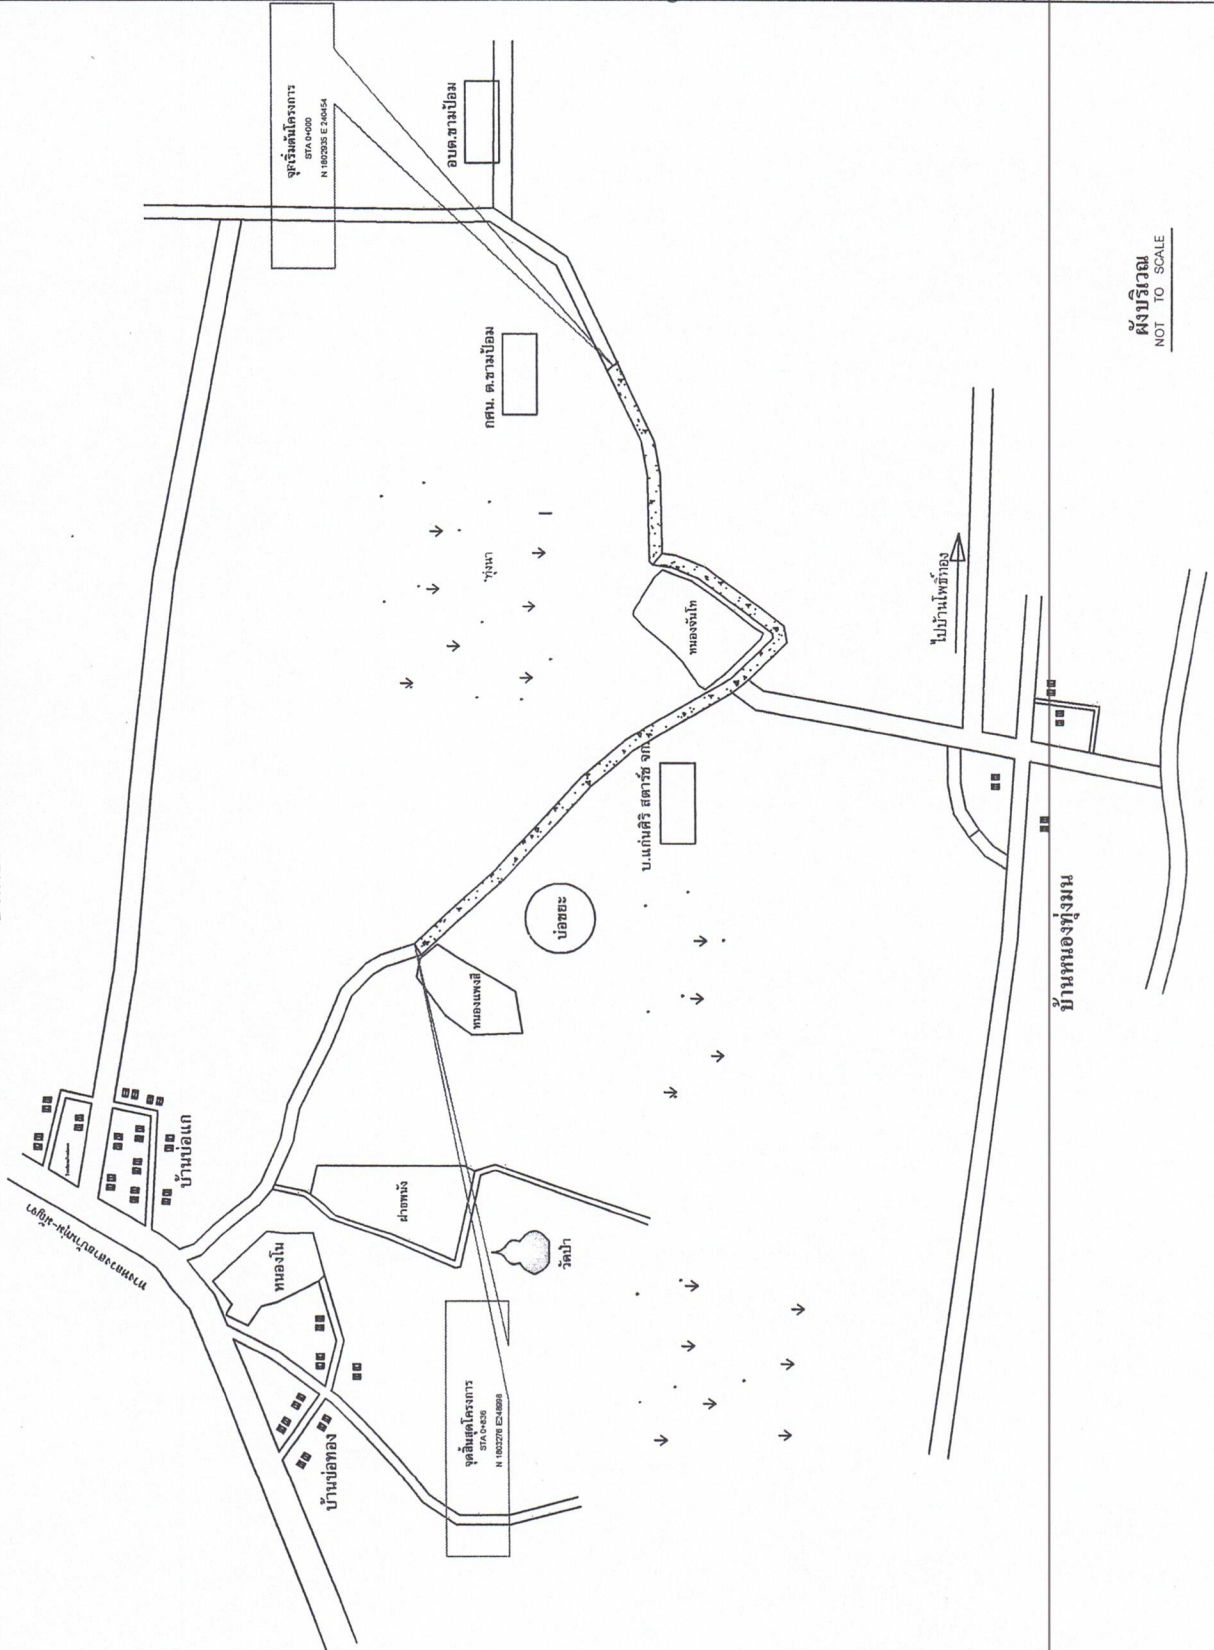 จุดเริ่มต้นโครงการ
STA 0+000
N 1802935 E 240454
อบต.ขามป้อม
กศน. ต.ขามป้อม
ทุ่งนา
หนองจันโท
ไปบ้านโพธิ์ทอง
บ.แก่นศิริ สตาร์ช จก.
บ่อขยะ
หนองแพงสี
บ้านหนองทุ่งมน
บ้านบ่อแก
ฝายพนัง
หนองโน
วัดป่า
บ้านบ่อทอง
จุดสิ้นสุดโครงการ
STA 0+836
ผังบริเวณ
NOT TO SCALE